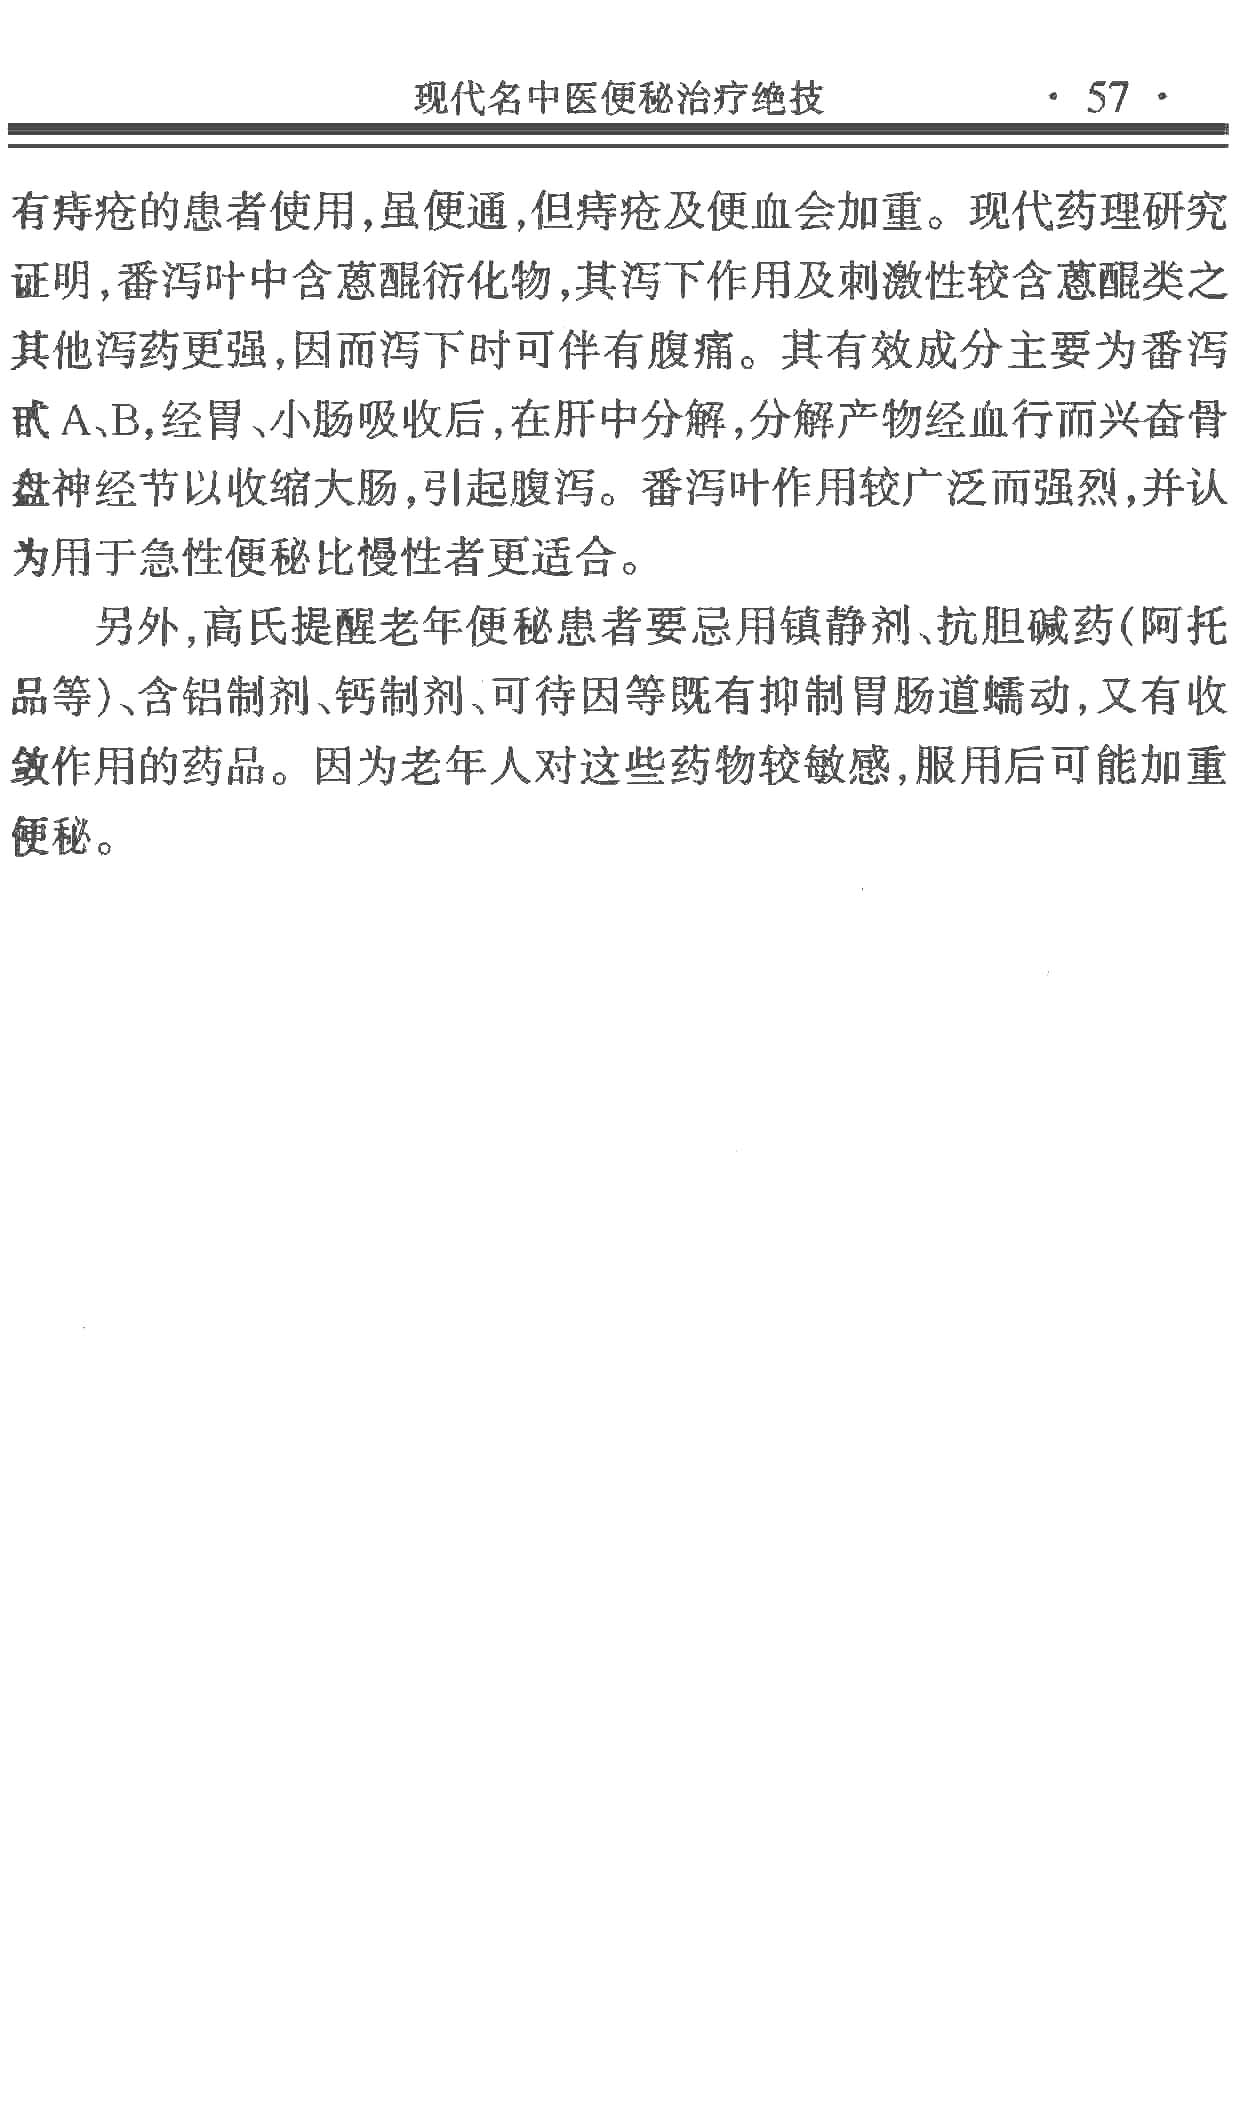 现代名中医便秘治疗绝技 · 57 ·
有痔疮的患者使用,虽便通,但痔疮及便血会加重。现代药理研究
证明,番泻叶中含蒽醌衍化物,其泻下作用及刺激性较含蒽醌类之
其他泻药更强,因而泻下时可伴有腹痛。其有效成分主要为番泻
甙 A、B,经胃、小肠吸收后,在肝中分解,分解产物经血行而兴奋骨
盘神经节以收缩大肠,引起腹泻。番泻叶作用较广泛而强烈,并认
为用于急性便秘比慢性者更适合。
另外,高氏提醒老年便秘患者要忌用镇静剂、抗胆碱药(阿托
品等)、含铝制剂、钙制剂、可待因等既有抑制胃肠道蠕动,又有收
敛作用的药品。因为老年人对这些药物较敏感,服用后可能加重
便秘。